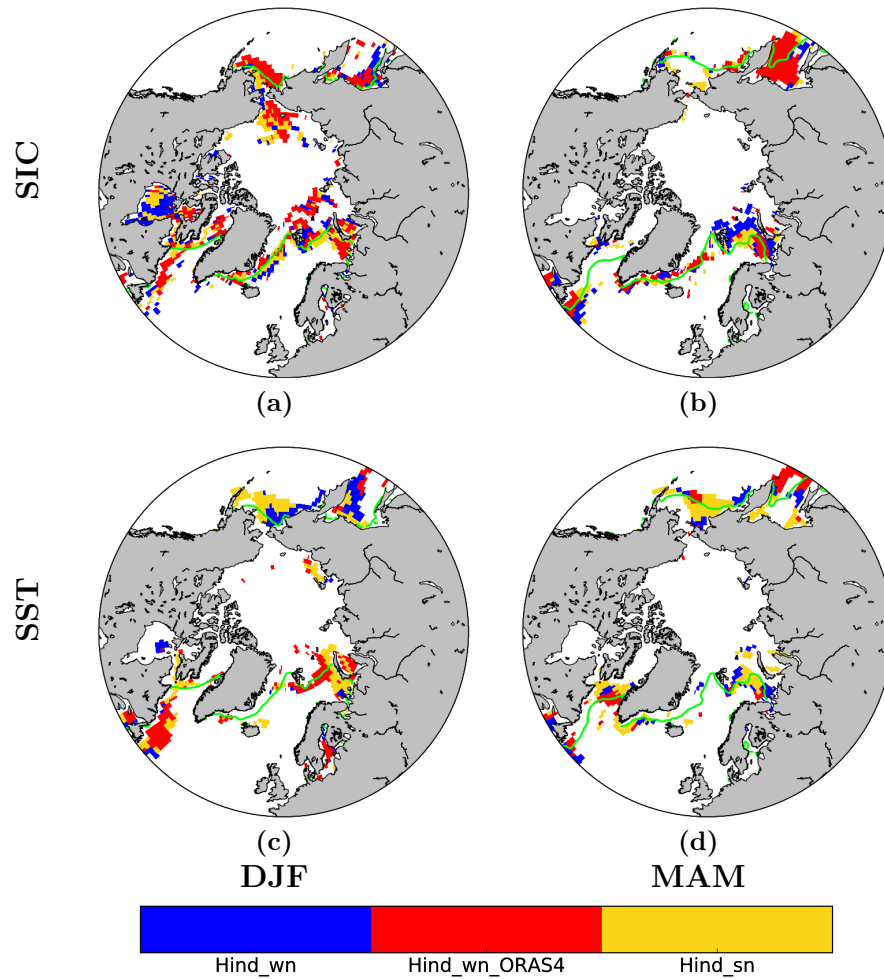 SIC
(a)
(b)
SST
(c)
(d)
DJF
MAM
Hind_wn
Hind_wn_ORAS4
Hind_sn